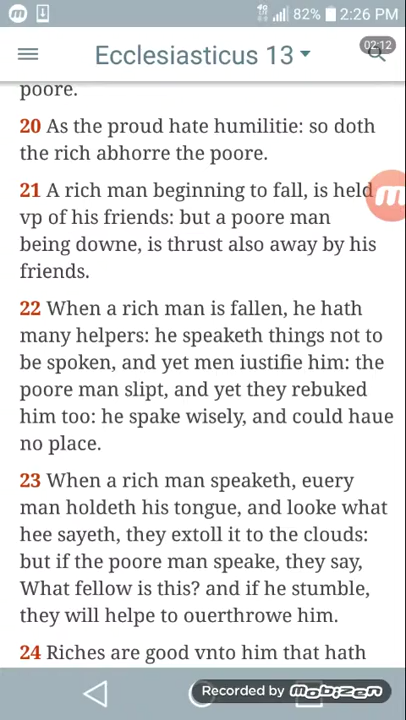 82% 2:26 PM
Ecclesiasticus 13
02:12
poore.
20 As the proud hate humilitie: so doth
the rich abhorre the poore.
21 A rich man beginning to fall, is held
vp of his friends: but a poore man
being downe, is thrust also away by his
friends.
22 When a rich man is fallen, he hath
many helpers: he speaketh things not to
be spoken, and yet men iustifie him: the
poore man slipt, and yet they rebuked
him too: he spake wisely, and could haue
no place.
23 When a rich man speaketh, euery
man holdeth his tongue, and looke what
hee sayeth, they extoll it to the clouds:
but if the poore man speake, they say,
What fellow is this? and if he stumble,
they will helpe to ouerthrowe him.
24 Riches are good vnto him that hath
Recorded by mobizen